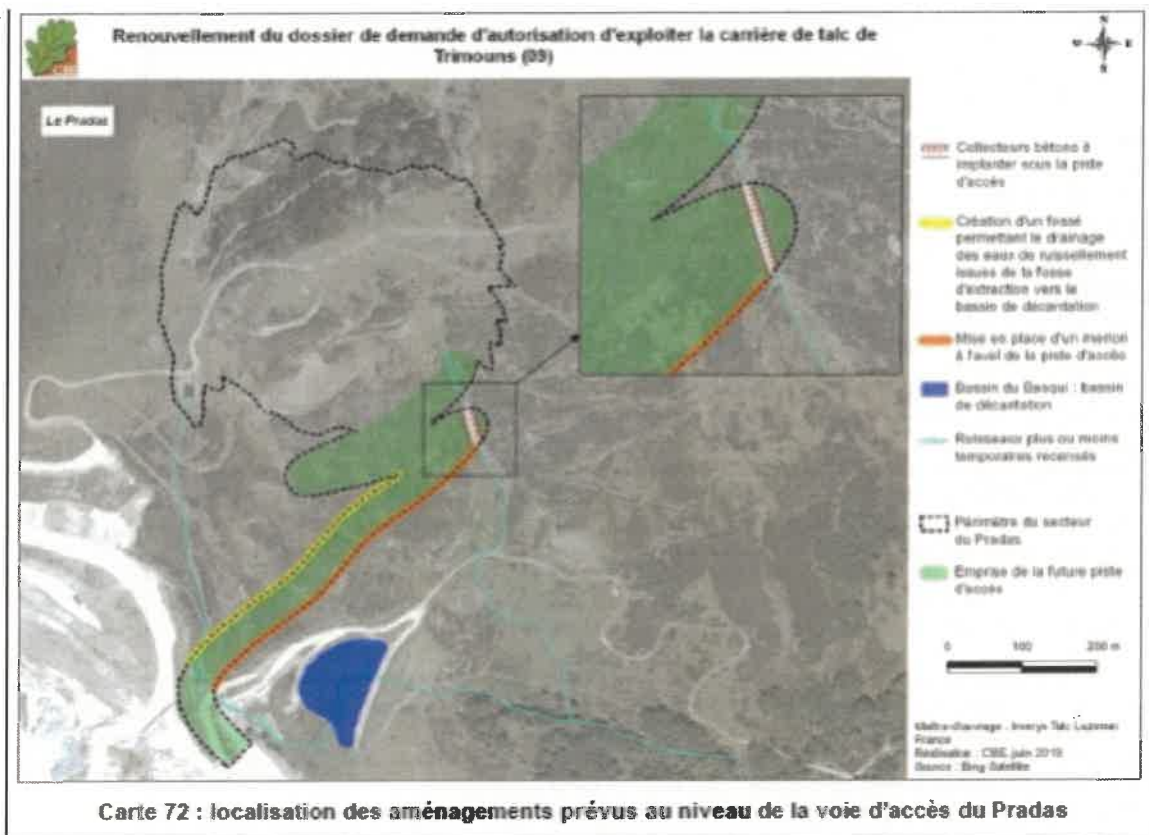 Renouvellement du dossier de demande d'autorisation d'exploiter la carrière de talc de
Trimouns (09)
N
E
S
Le Pradas
Collecteurs bétons à
implanter sous la piste
d'accès
Création d'un fossé
permettant le drainage
des eaux de ruissellement
issues de la fosse
d'extraction vers le
bassin de décantation
Mise en place d'un merlon
à l'aval de la piste d'accès
Bassin du Basqui : bassin
de décantation
Ruisseaux plus ou moins
temporaires recensés
Périmètre du secteur
du Pradas
Emprise de la future piste
d'accès
0 100 200 m
Maître d'ouvrage : Imerys Talc Luzenac
France
Réalisation : CBE, juin 2019
Source : Bing Satellite
Carte 72 : localisation des aménagements prévus au niveau de la voie d'accès du Pradas